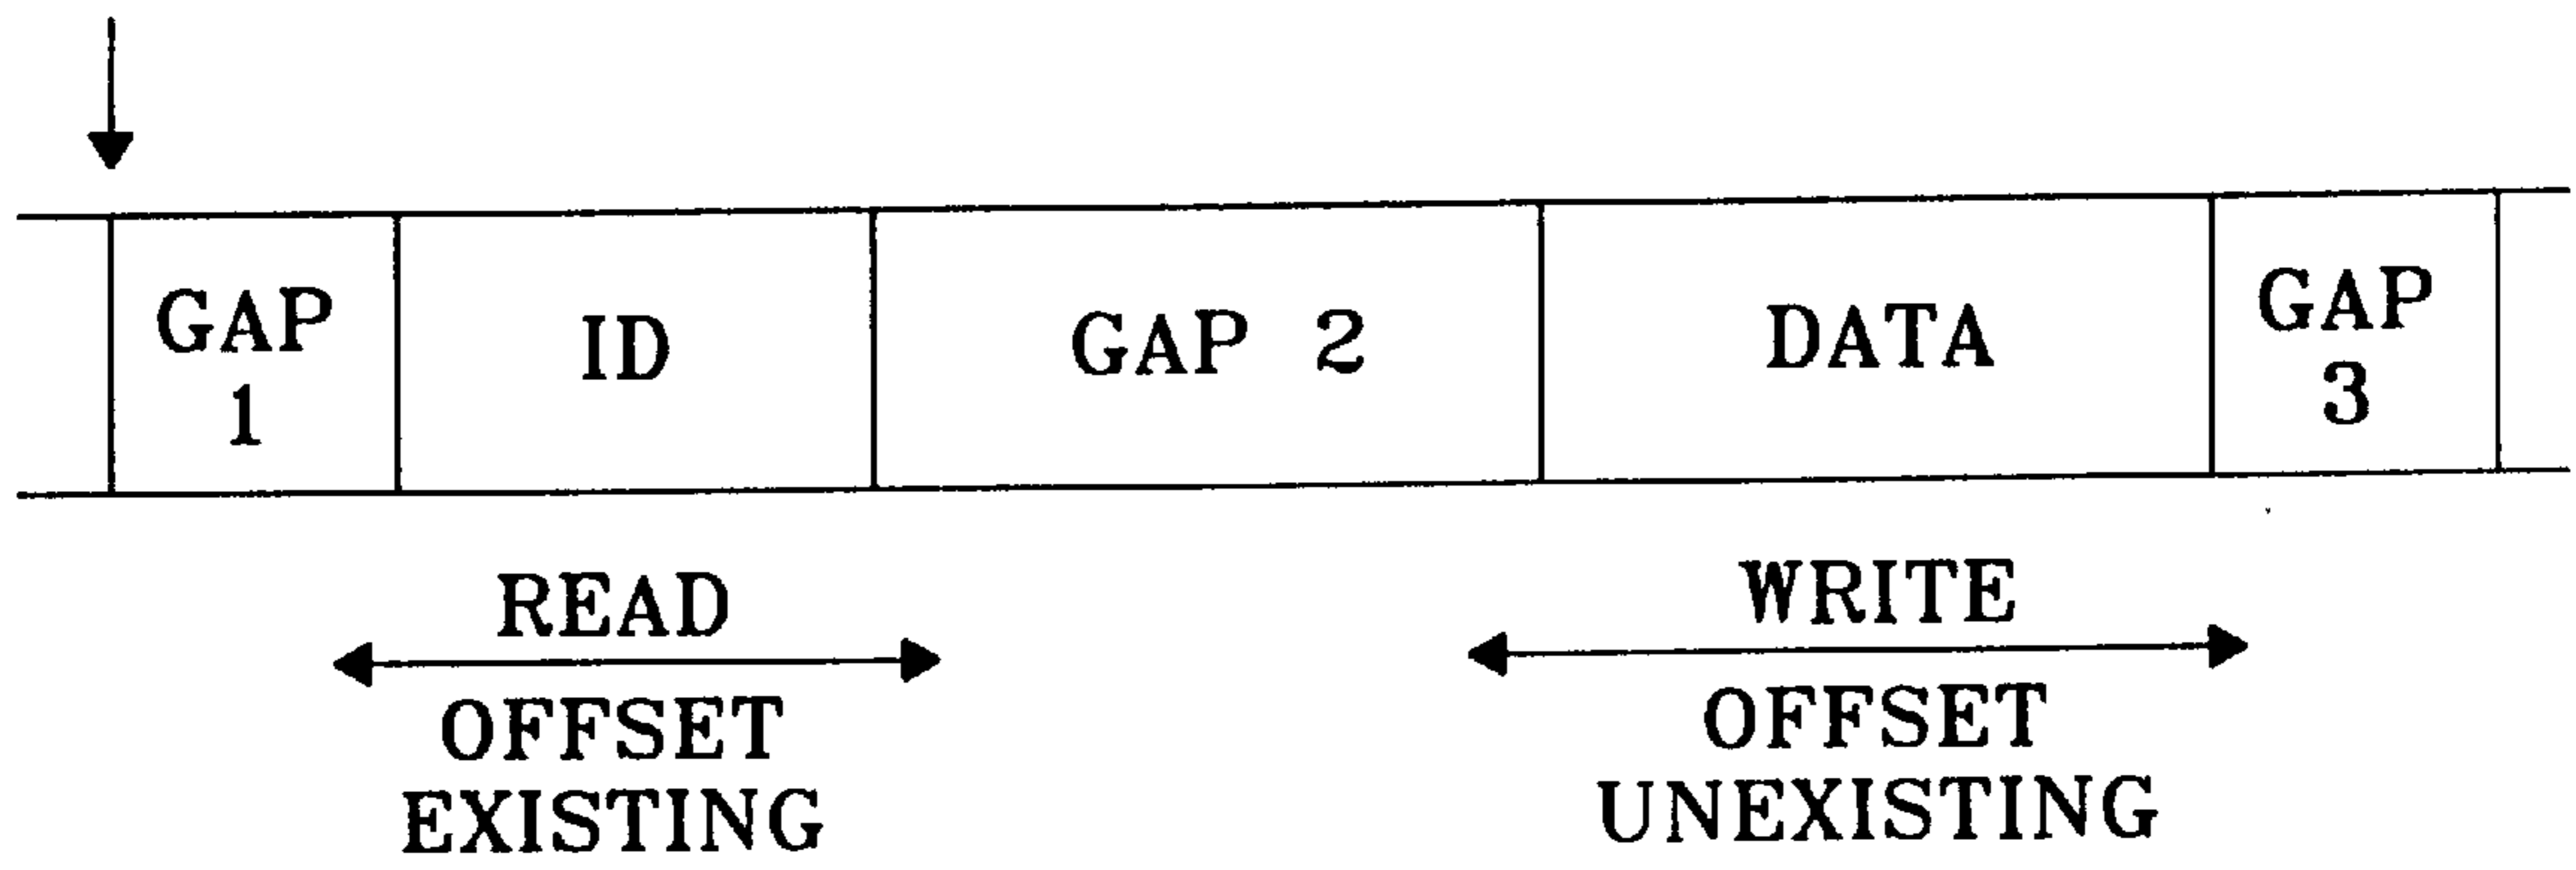 GAP
1
ID
GAP 2
DATA
GAP
3
READ
OFFSET
EXISTING
WRITE
OFFSET
UNEXISTING